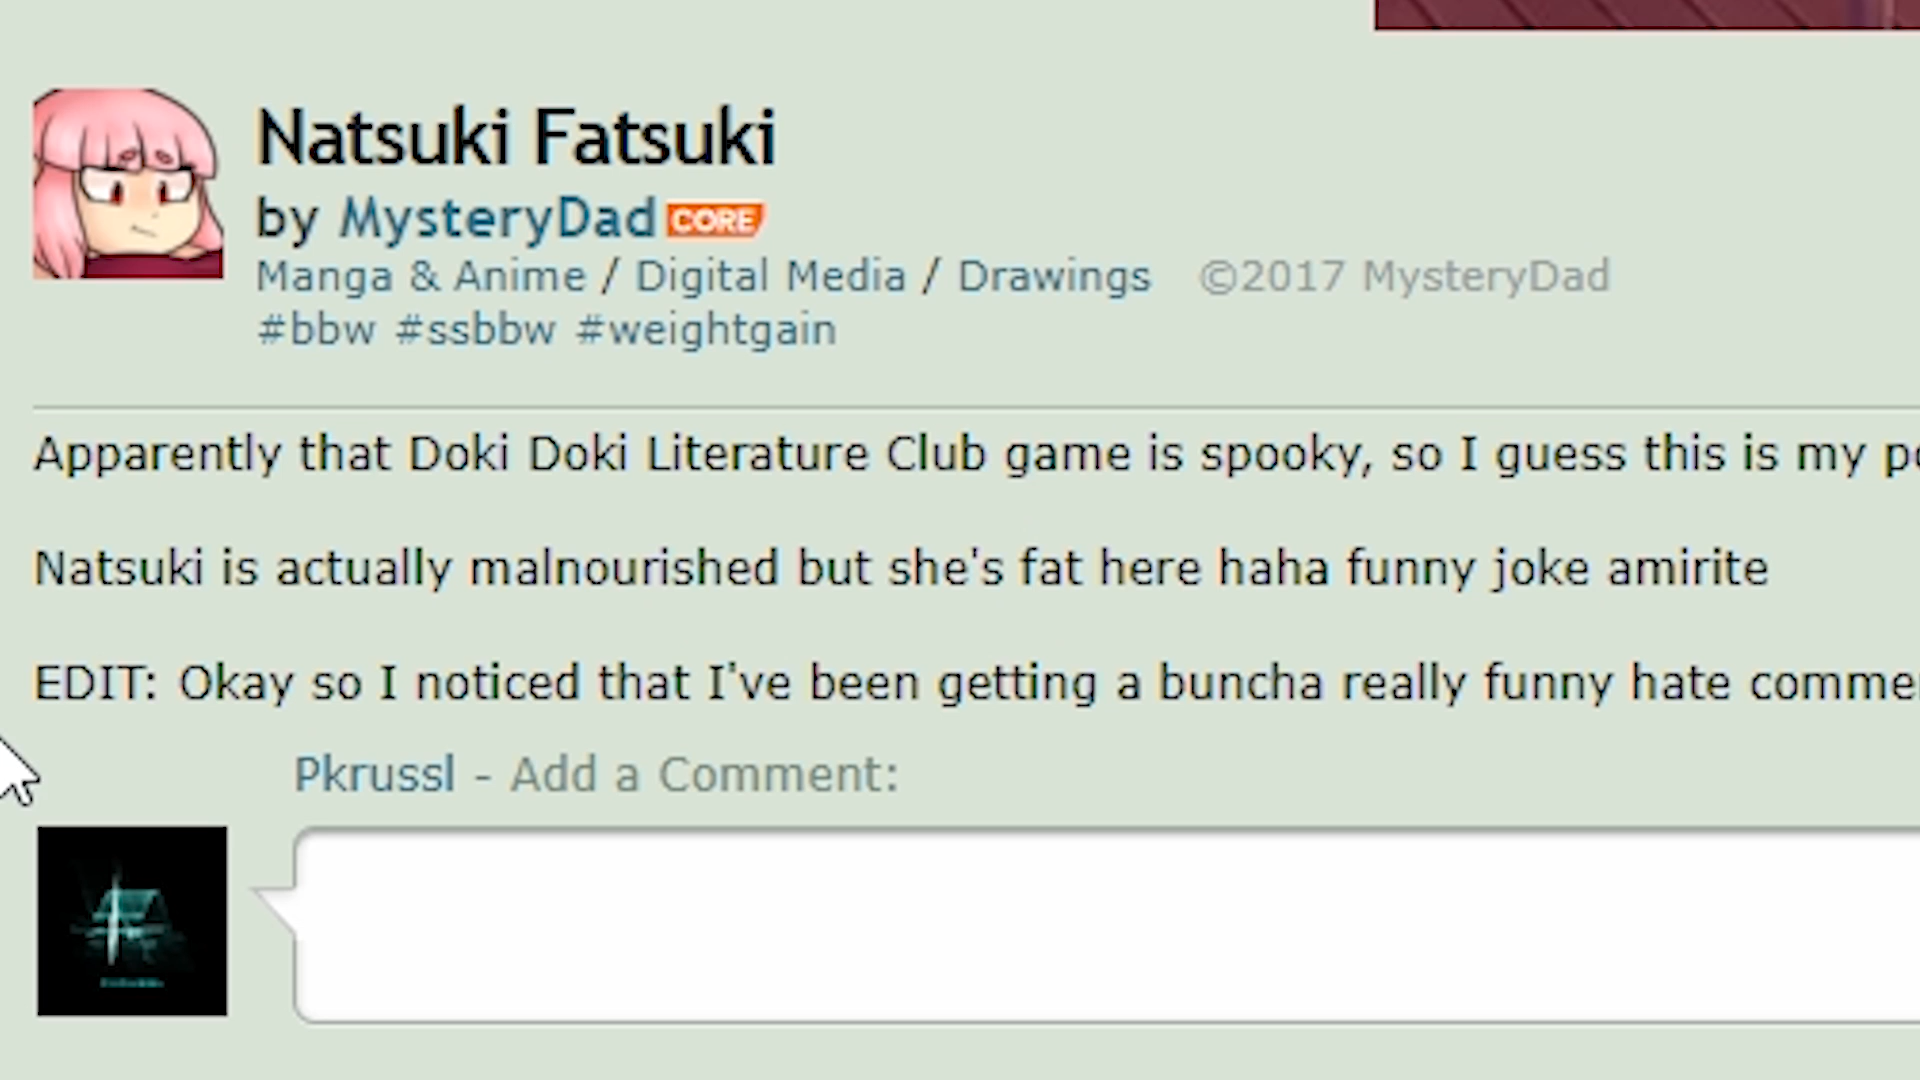 Natsuki Fatsuki
by MysteryDad CORE
Manga & Anime / Digital Media / Drawings ©2017 MysteryDad
#bbw #ssbbw #weightgain
Apparently that Doki Doki Literature Club game is spooky, so I guess this is my
Natsuki is actually malnourished but she's fat here haha funny joke amirite
EDIT: Okay so I noticed that I've been getting a buncha really funny hate
Pkrussl - Add a Comment: